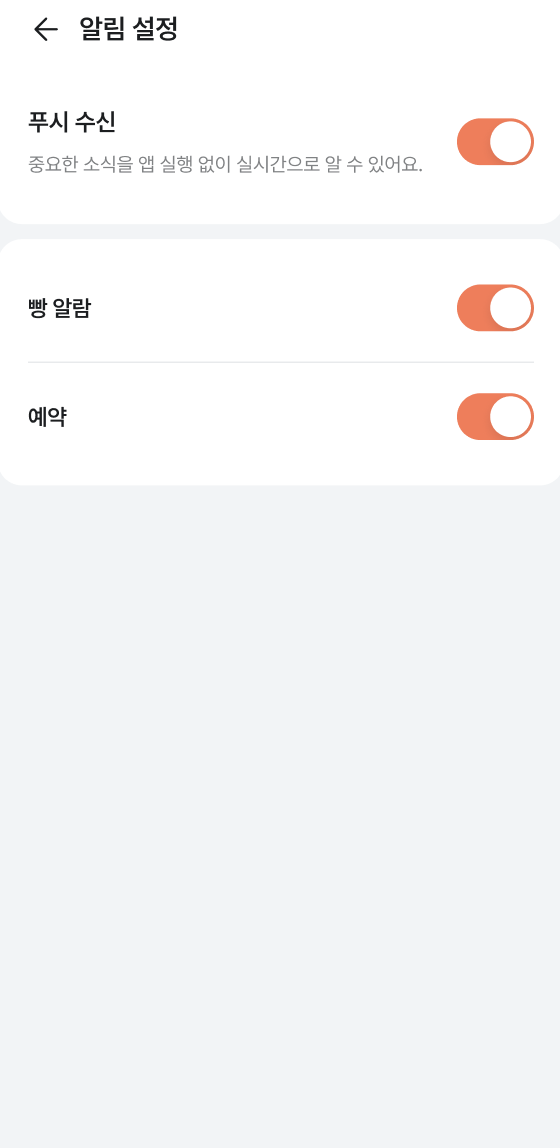 알림 설정
푸시 수신
중요한 소식을 앱 실행 없이 실시간으로 알 수 있어요.
빵 알람
예약